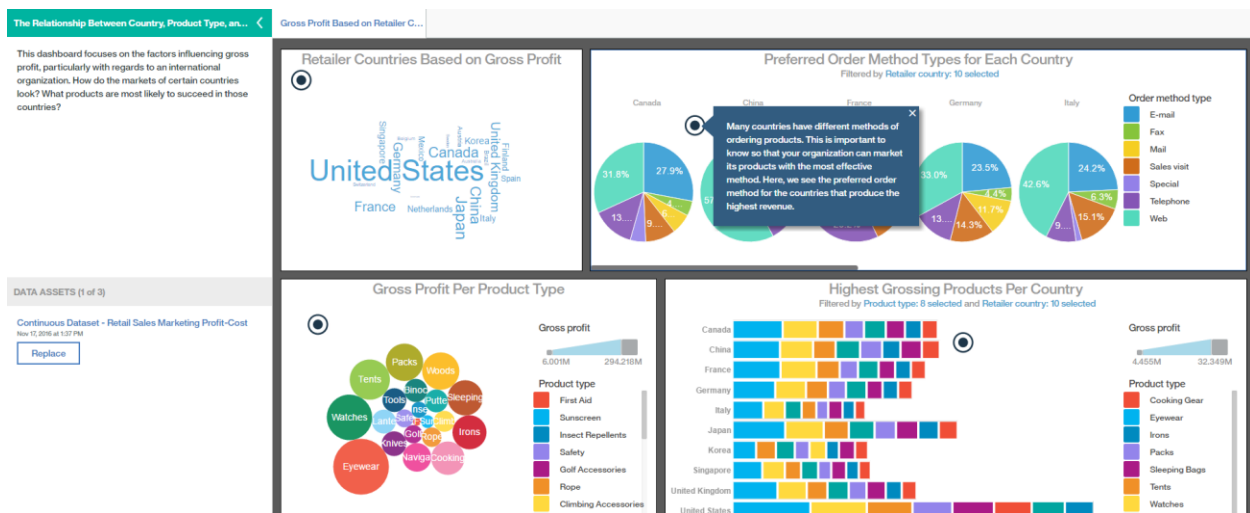 The Relationship Between Country, Product Type, an...
Gross Profit Based on Retailer C...
This dashboard focuses on the factors influencing gross
profit, particularly with regards to an international
organization. How do the markets of certain countries
look? What products are most likely to succeed in those
countries?
DATA ASSETS (1 of 3)
Continuous Dataset - Retail Sales Marketing Profit-Cost
Nov 17, 2016 at 1:37 PM
Replace
Retailer Countries Based on Gross Profit
Singapore
Belgium
Germany
Mexico
Canada
Austria
Korea
Brazil
United Kingdom
Finland
Spain
United States
Switzerland
China
Japan
Italy
France
Netherlands
Preferred Order Method Types for Each Country
Filtered by Retailer country: 10 selected
Canada
China
France
Germany
Italy
Many countries have different methods of
ordering products. This is important to
know so that your organization can market
its products with the most effective
method. Here, we see the preferred order
method for the countries that produce the
highest revenue.
31.8%
27.9%
4....
6....
9....
13....
33.0%
23.5%
4.4%
11.7%
14.3%
13....
42.6%
24.2%
6.3%
15.1%
9....
Order method type
E-mail
Fax
Mail
Sales visit
Special
Telephone
Web
Gross Profit Per Product Type
Packs
Woods
Tents
Binoc
Sleeping
Tools
Putte
Watches
Lante
Safe
Irons
Knives
Golf
Rope
Eyewear
Naviga
Cooking
Gross profit
6.001M
294.218M
Product type
First Aid
Sunscreen
Insect Repellents
Safety
Golf Accessories
Rope
Climbing Accessories
Highest Grossing Products Per Country
Filtered by Product type: 8 selected and Retailer country: 10 selected
Canada
China
France
Germany
Italy
Japan
Korea
Singapore
United Kingdom
United States
Gross profit
4.455M
32.349M
Product type
Cooking Gear
Eyewear
Irons
Packs
Sleeping Bags
Tents
Watches